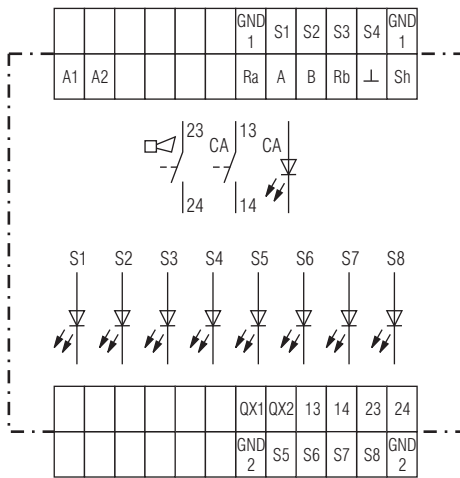 GND 1 S1 S2 S3 S4 GND 1
A1 A2 Ra A B Rb ⊥ Sh
23 CA 13 CA
24 14
S1 S2 S3 S4 S5 S6 S7 S8
QX1 QX2 13 14 23 24
GND 2 S5 S6 S7 S8 GND 2